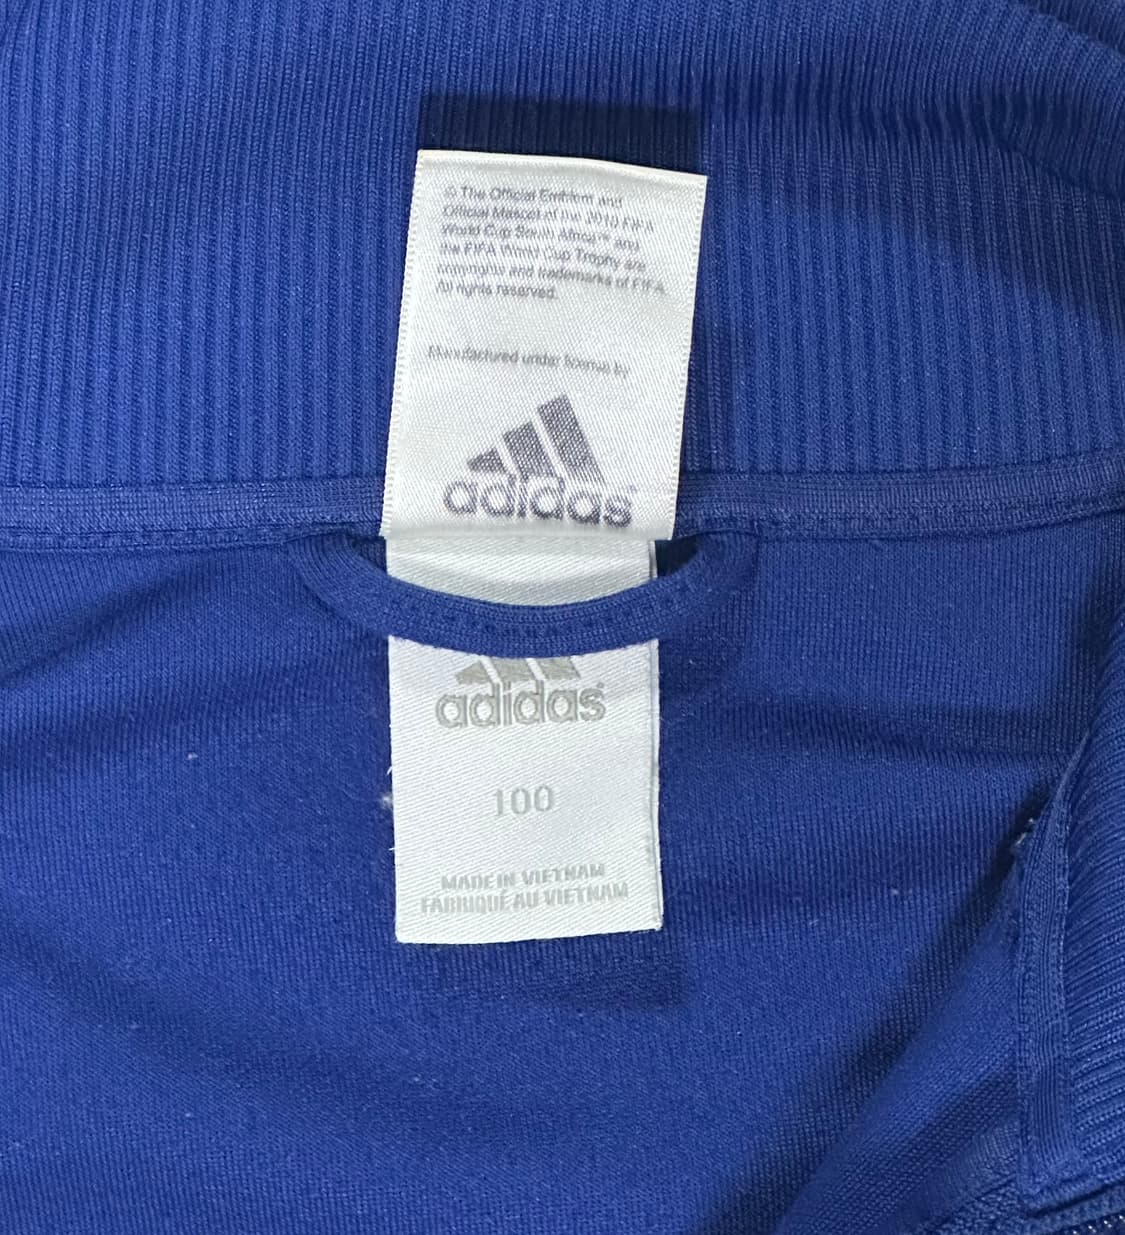 © The Official Emblem and
Official Mascot of the 2010 FIFA
World Cup South Africa™ and
the FIFA World Cup Trophy are
copyrights and trademarks of FIFA.
All rights reserved.
Manufactured under license by
adidas
adidas
100
MADE IN VIETNAM
FABRIQUÉ AU VIETNAM